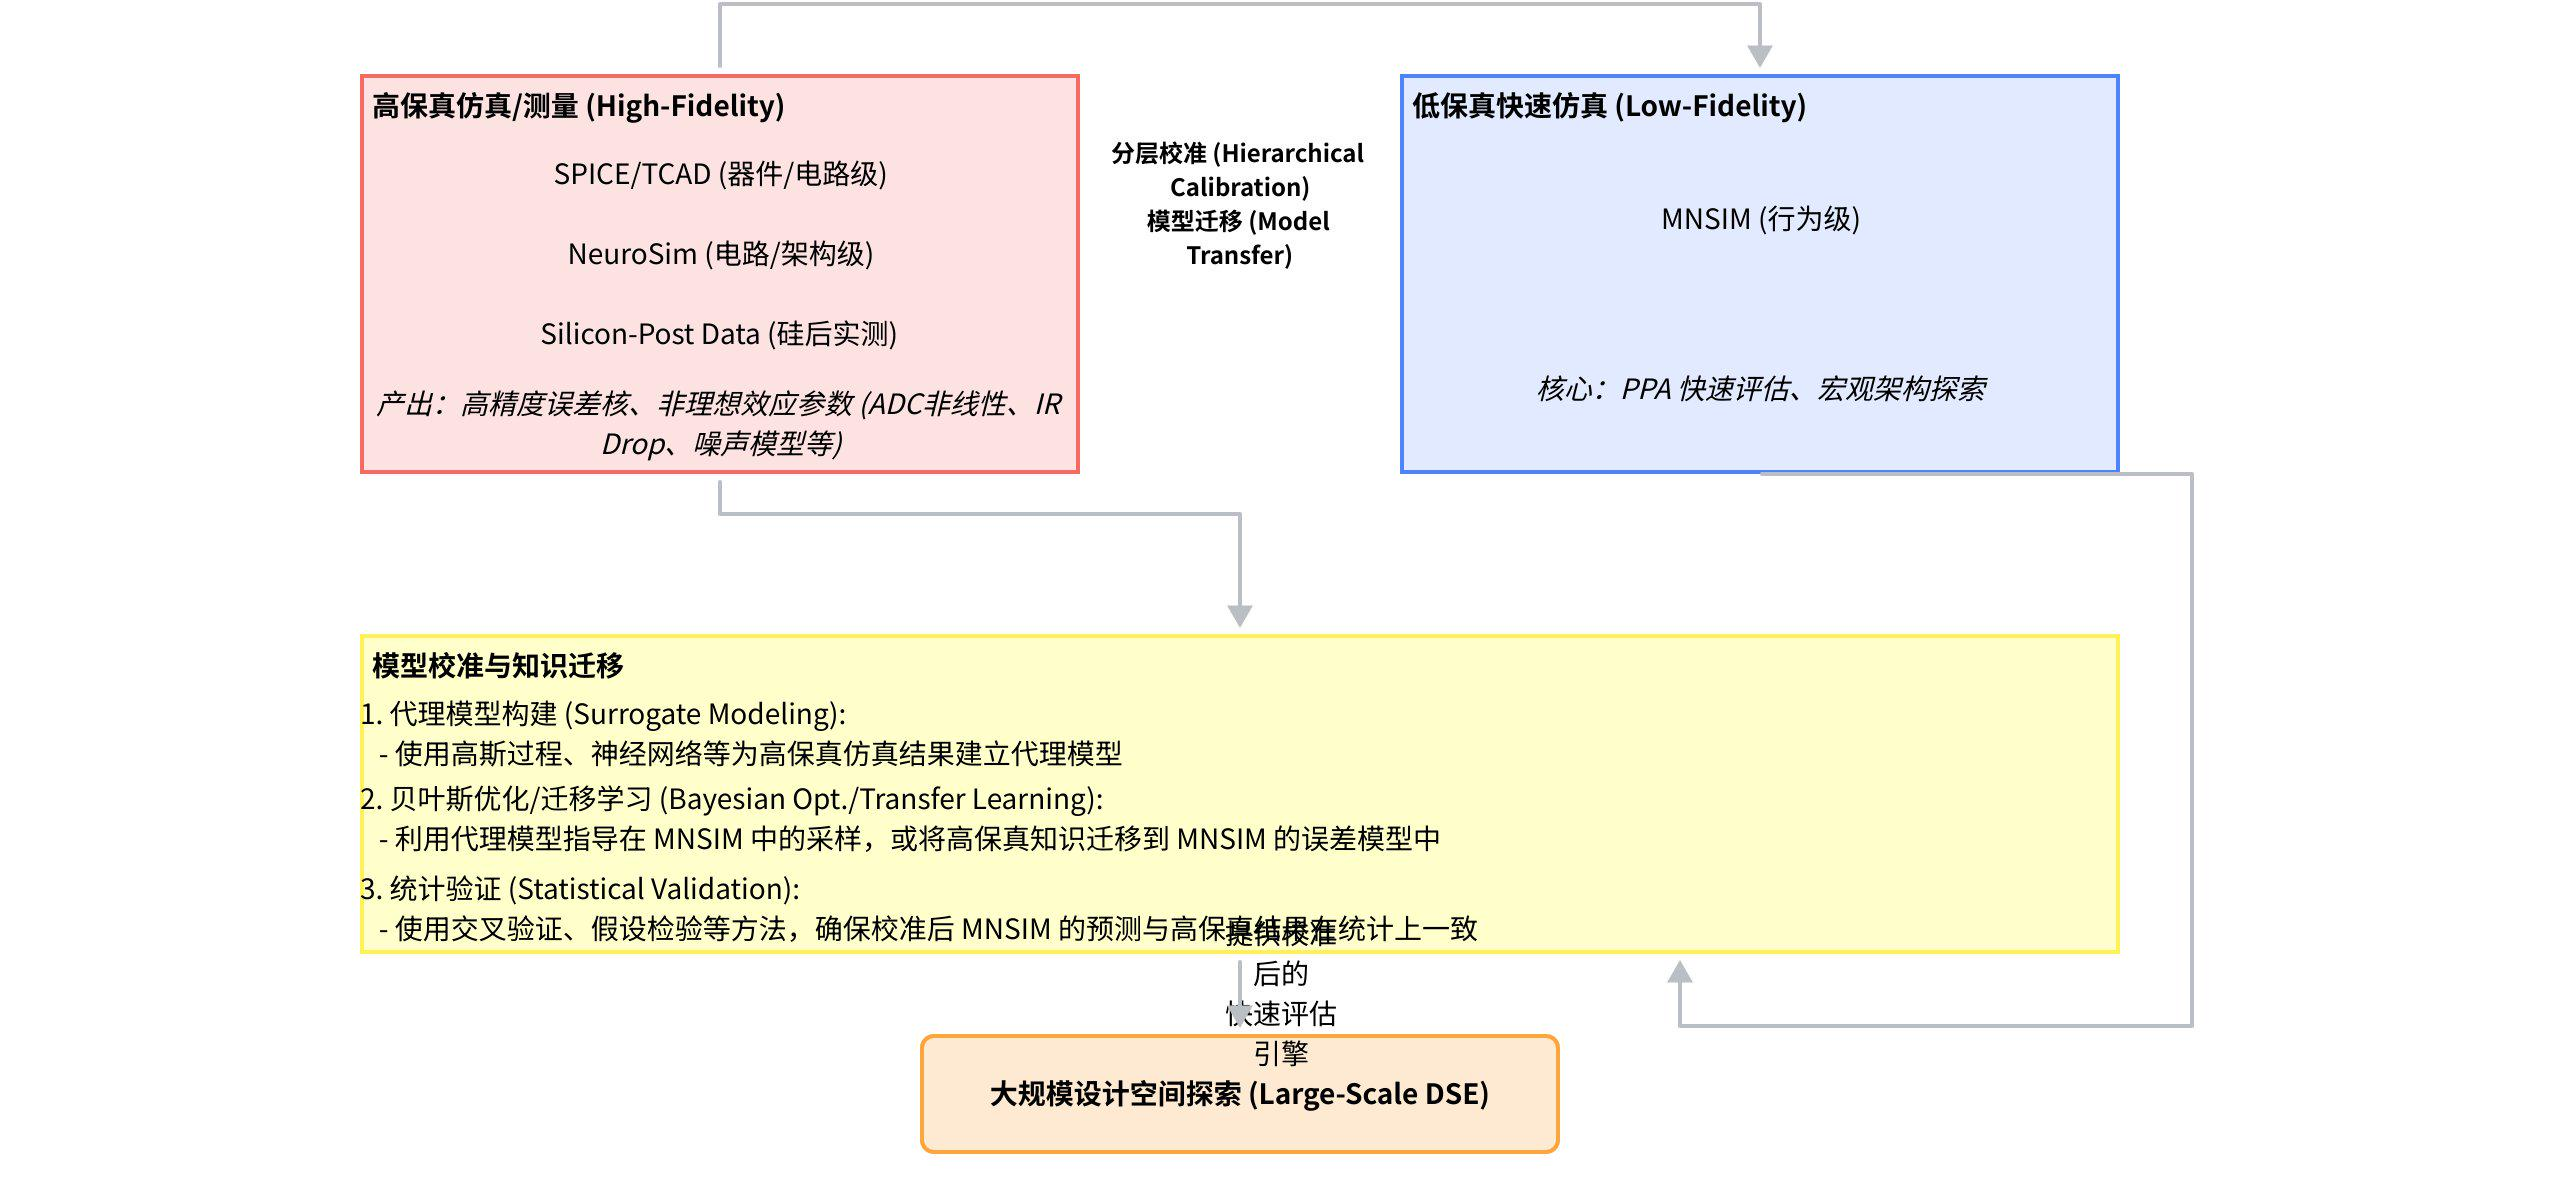 高保真仿真/测量 (High-Fidelity)
SPICE/TCAD (器件/电路级)
NeuroSim (电路/架构级)
Silicon-Post Data (硅后实测)
产出：高精度误差核、非理想效应参数 (ADC非线性、IR
Drop、噪声模型等)
分层校准 (Hierarchical
Calibration)
模型迁移 (Model
Transfer)
低保真快速仿真 (Low-Fidelity)
MNSIM (行为级)
核心：PPA 快速评估、宏观架构探索
模型校准与知识迁移
1. 代理模型构建 (Surrogate Modeling):
- 使用高斯过程、神经网络等为高保真仿真结果建立代理模型
2. 贝叶斯优化/迁移学习 (Bayesian Opt./Transfer Learning):
- 利用代理模型指导在 MNSIM 中的采样，或将高保真知识迁移到 MNSIM 的误差模型中
3. 统计验证 (Statistical Validation):
- 使用交叉验证、假设检验等方法，确保校准后 MNSIM 的预测与高保真结果在统计上一致
提供校准
后的
快速评估
引擎
大规模设计空间探索 (Large-Scale DSE)